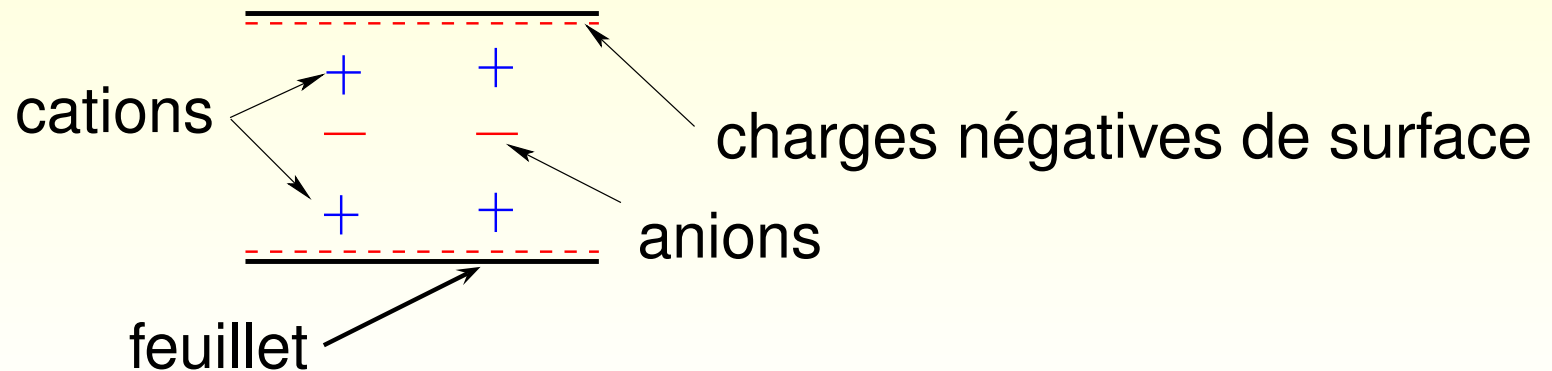 cations
charges négatives de surface
anions
feuillet